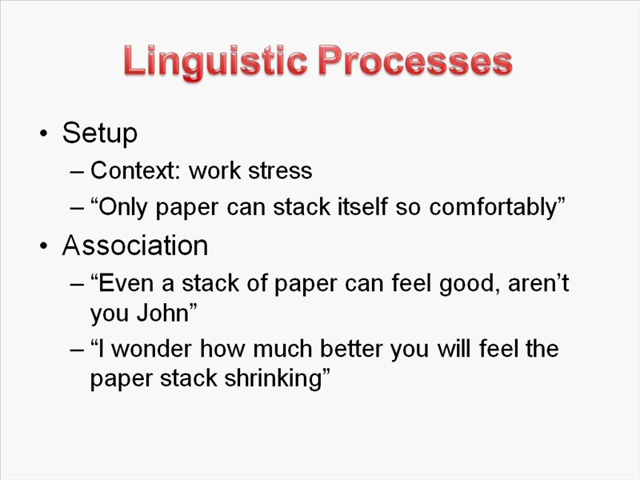 Linguistic Processes
• Setup
– Context: work stress
– “Only paper can stack itself so comfortably”
• Association
– “Even a stack of paper can feel good, aren’t
you John”
– “I wonder how much better you will feel the
paper stack shrinking”